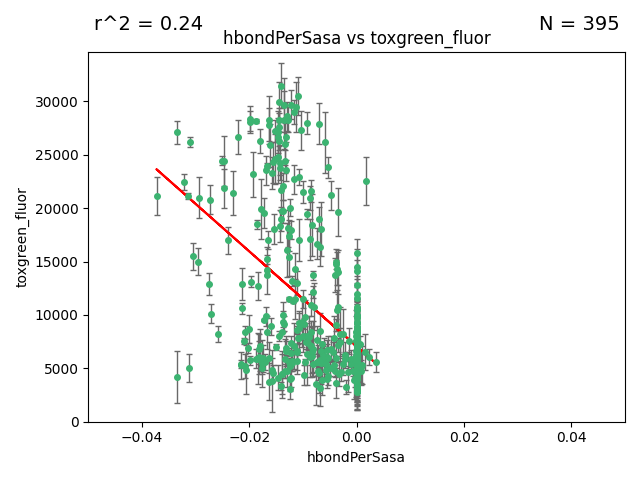 r^2 = 0.24
N = 395
hbondPerSasa vs toxgreen_fluor
30000
25000
20000
15000
10000
5000
0
toxgreen_fluor
−0.04
−0.02
0.00
0.02
0.04
hbondPerSasa